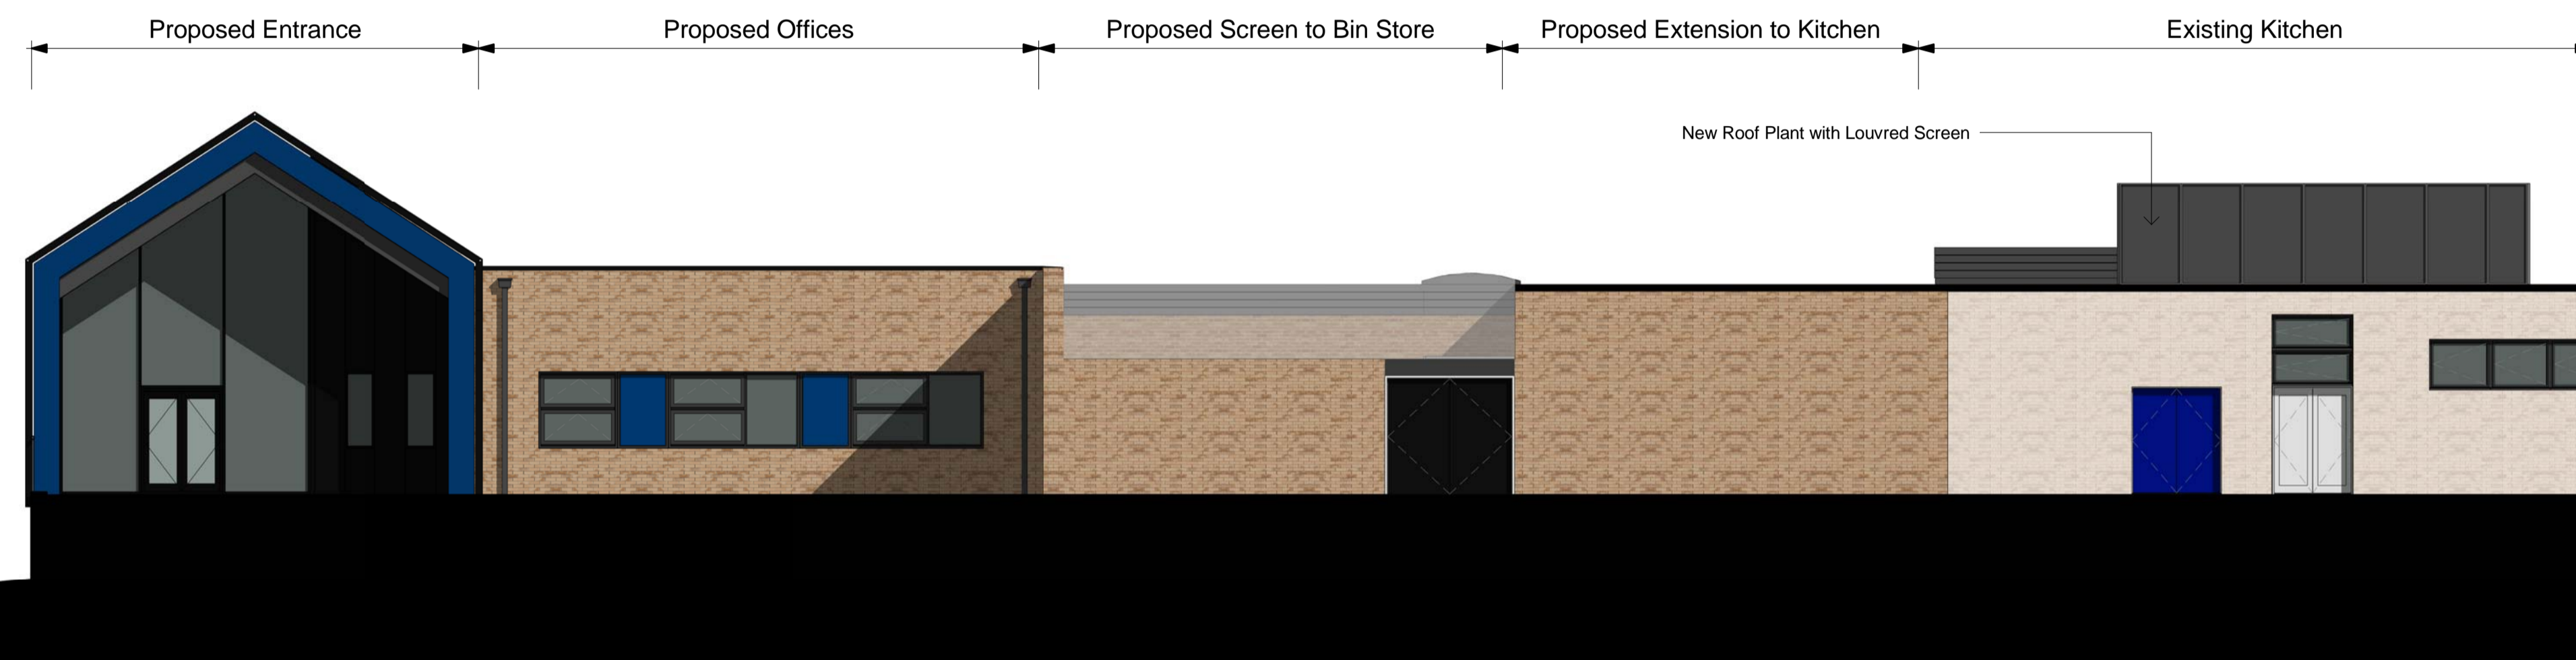 Proposed Entrance
Proposed Offices
Proposed Screen to Bin Store
Proposed Extension to Kitchen
Existing Kitchen
New Roof Plant with Louvred Screen